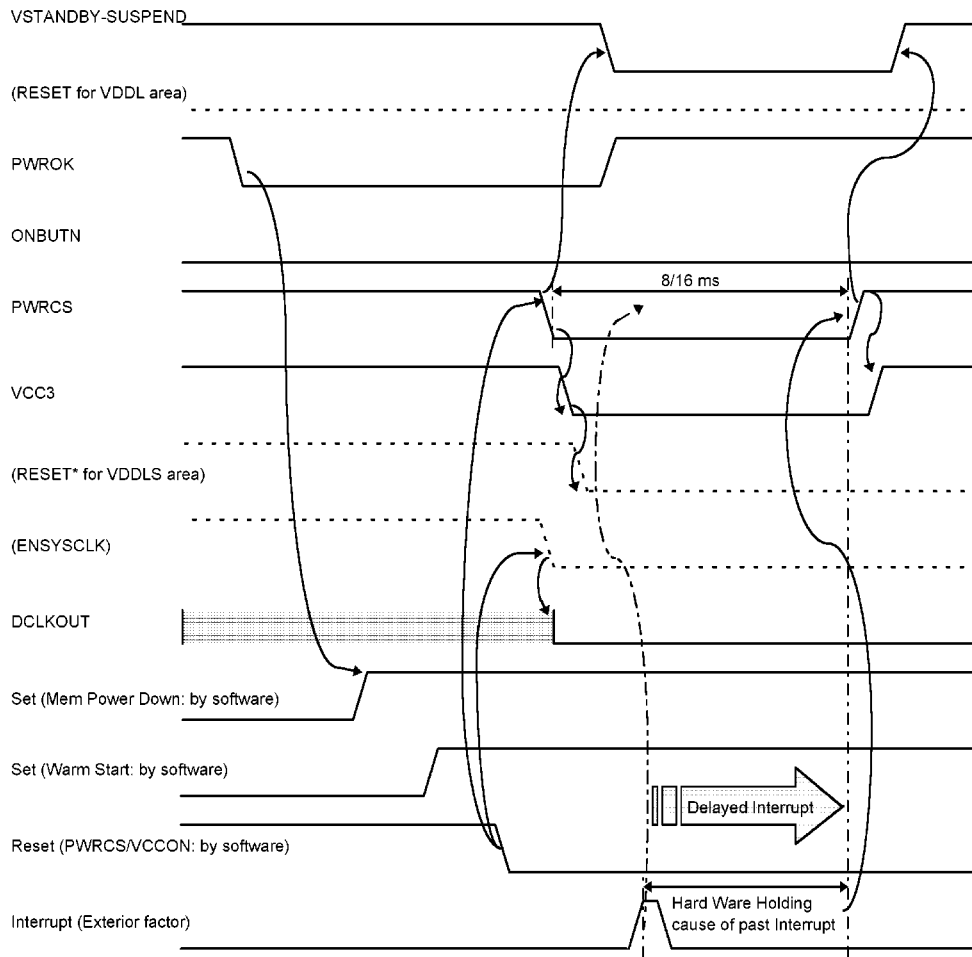 VSTANDBY-SUSPEND
(RESET for VDDL area)
PWROK
ONBUTN
8/16 ms
PWRCS
VCC3
(RESET* for VDDLS area)
(ENSYSCLK)
DCLKOUT
Set (Mem Power Down: by software)
Set (Warm Start: by software)
Delayed Interrupt
Reset (PWRCS/VCCON: by software)
Hard Ware Holding
cause of past Interrupt
Interrupt (Exterior factor)